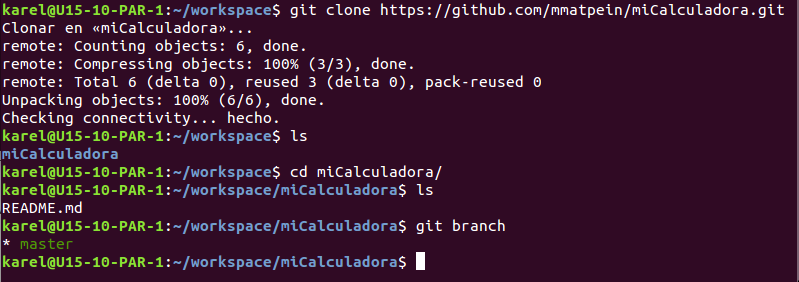 karel@U15-10-PAR-1:~/workspace$ git clone https://github.com/mmatpein/miCalculadora.git
Clonar en «miCalculadora»...
remote: Counting objects: 6, done.
remote: Compressing objects: 100% (3/3), done.
remote: Total 6 (delta 0), reused 3 (delta 0), pack-reused 0
Unpacking objects: 100% (6/6), done.
Checking connectivity... hecho.
karel@U15-10-PAR-1:~/workspace$ ls
miCalculadora
karel@U15-10-PAR-1:~/workspace$ cd miCalculadora/
karel@U15-10-PAR-1:~/workspace/miCalculadora$ ls
README.md
karel@U15-10-PAR-1:~/workspace/miCalculadora$ git branch
* master
karel@U15-10-PAR-1:~/workspace/miCalculadora$